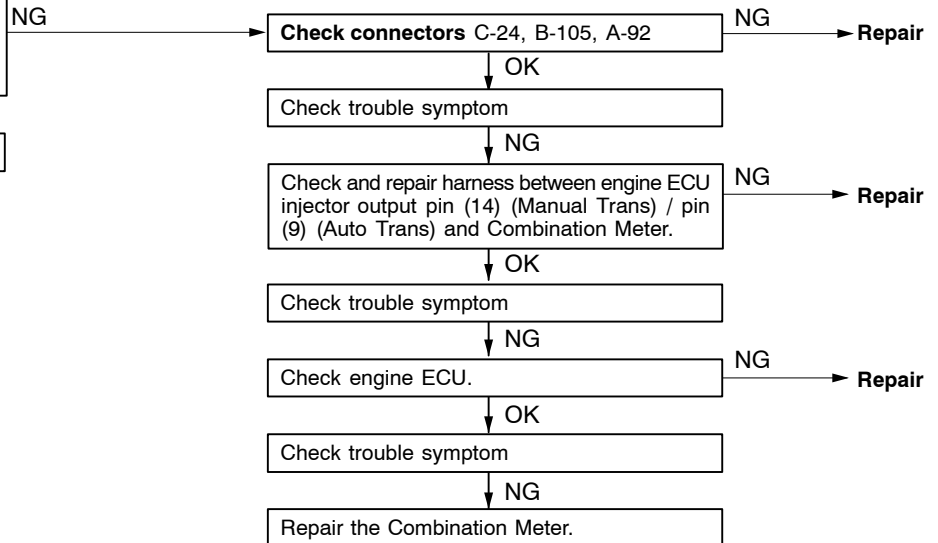 NG
Check connectors C-24, B-105, A-92
NG
Repair
OK
Check trouble symptom
NG
Check and repair harness between engine ECU
injector output pin (14) (Manual Trans) / pin
(9) (Auto Trans) and Combination Meter.
NG
Repair
OK
Check trouble symptom
NG
Check engine ECU.
NG
Repair
OK
Check trouble symptom
NG
Repair the Combination Meter.